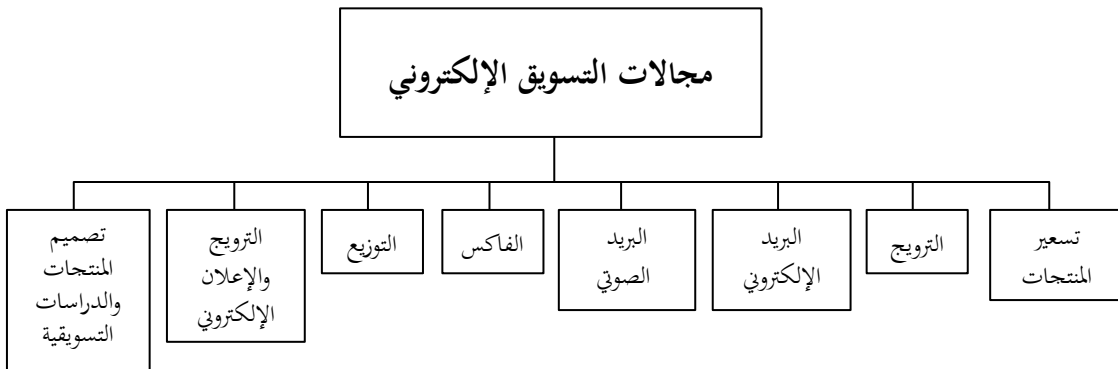 مجالات التسويق الإلكتروني
تسعير
المنتجات
الترويج
البريد
الإلكتروني
البريد
الصوتي
الفاكس
التوزيع
الترويج
والإعلان
الإلكتروني
تصميم
المنتجات
والدراسات
التسويقية